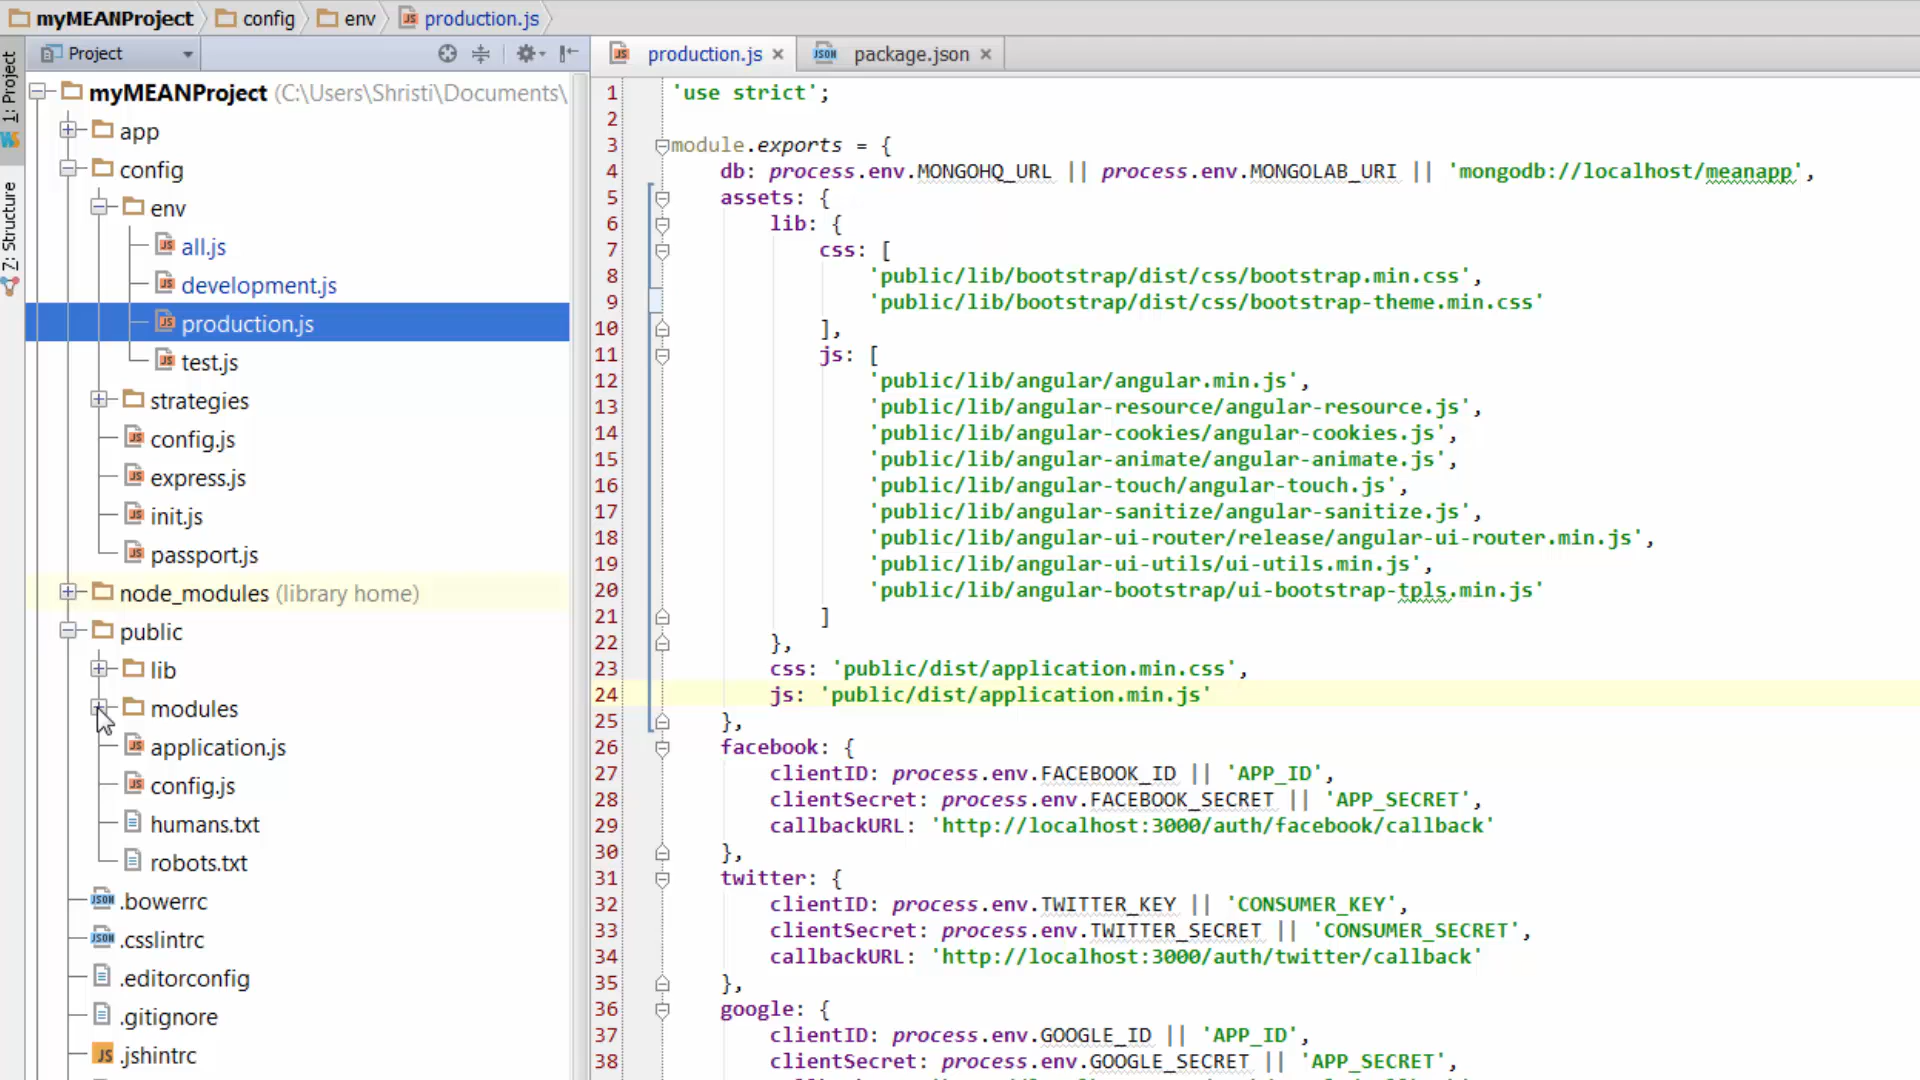 myMEANProject config env production.js
Project
production.js × package.json ×
1: Project
7: Structure
myMEANProject (C:\Users\Shristi\Documents\
app
config
env
all.js
development.js
production.js
test.js
strategies
config.js
express.js
init.js
passport.js
node_modules (library home)
public
lib
modules
application.js
config.js
humans.txt
robots.txt
JSON .bowerrc
JSON .csslintrc
.editorconfig
.gitignore
JS .jshintrc
1 'use strict';
2
3 module.exports = {
4 db: process.env.MONGOHQ_URL || process.env.MONGOLAB_URI || 'mongodb://localhost/meanapp',
5 assets: {
6 lib: {
7 css: [
8 'public/lib/bootstrap/dist/css/bootstrap.min.css',
9 'public/lib/bootstrap/dist/css/bootstrap-theme.min.css'
10 ],
11 js: [
12 'public/lib/angular/angular.min.js',
13 'public/lib/angular-resource/angular-resource.js',
14 'public/lib/angular-cookies/angular-cookies.js',
15 'public/lib/angular-animate/angular-animate.js',
16 'public/lib/angular-touch/angular-touch.js',
17 'public/lib/angular-sanitize/angular-sanitize.js',
18 'public/lib/angular-ui-router/release/angular-ui-router.min.js',
19 'public/lib/angular-ui-utils/ui-utils.min.js',
20 'public/lib/angular-bootstrap/ui-bootstrap-tpls.min.js'
21 ]
22 },
23 css: 'public/dist/application.min.css',
24 js: 'public/dist/application.min.js'
25 },
26 facebook: {
27 clientID: process.env.FACEBOOK_ID || 'APP_ID',
28 clientSecret: process.env.FACEBOOK_SECRET || 'APP_SECRET',
29 callbackURL: 'http://localhost:3000/auth/facebook/callback'
30 },
31 twitter: {
32 clientID: process.env.TWITTER_KEY || 'CONSUMER_KEY',
33 clientSecret: process.env.TWITTER_SECRET || 'CONSUMER_SECRET',
34 callbackURL: 'http://localhost:3000/auth/twitter/callback'
35 },
36 google: {
37 clientID: process.env.GOOGLE_ID || 'APP_ID',
38 clientSecret: process.env.GOOGLE_SECRET || 'APP_SECRET',